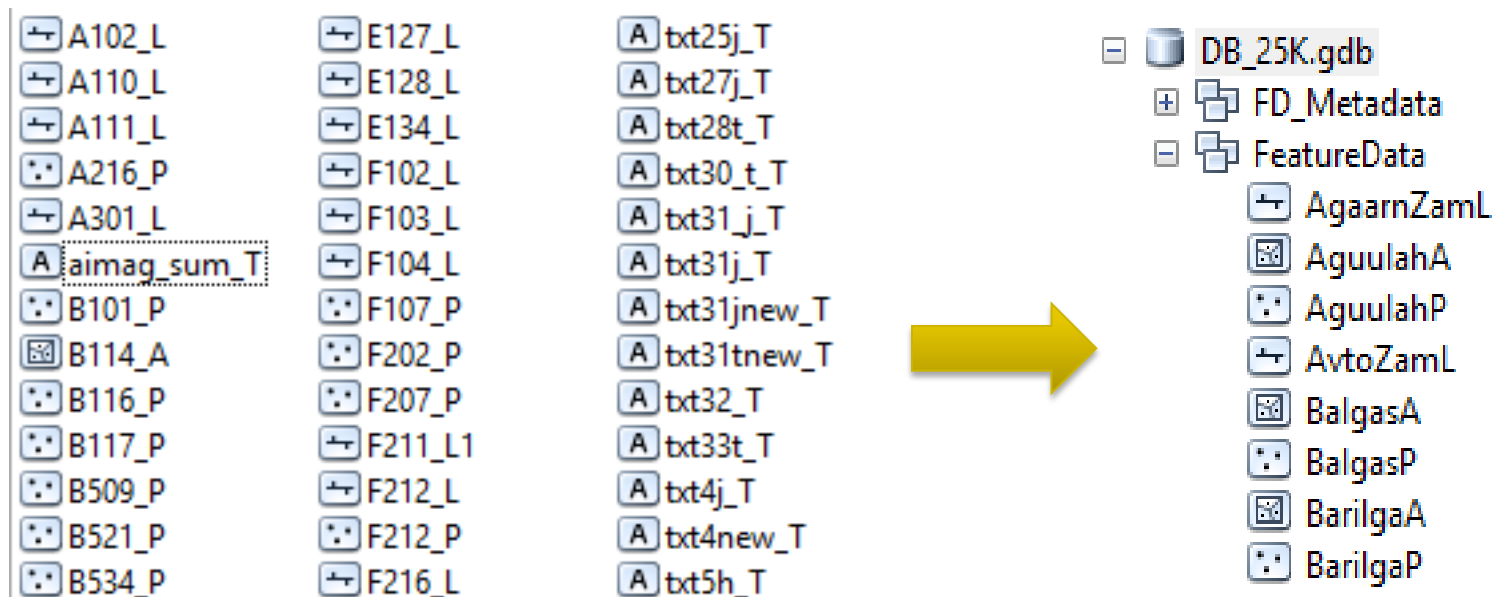 A102_L
A110_L
A111_L
A216_P
A301_L
aimag_sum_T
B101_P
B114_A
B116_P
B117_P
B509_P
B521_P
B534_P
E127_L
E128_L
E134_L
F102_L
F103_L
F104_L
F107_P
F202_P
F207_P
F211_L1
F212_L
F212_P
F216_L
A txt25j_T
A txt27j_T
A txt28t_T
A txt30_t_T
A txt31_j_T
A txt31j_T
A txt31jnew_T
A txt31tnew_T
A txt32_T
A txt33t_T
A txt4j_T
A txt4new_T
A txt5h_T
DB_25K.gdb
FD_Metadata
FeatureData
AgaarnZamL
AguulahA
AguulahP
AvtoZamL
BalgasA
BalgasP
BarilgaA
BarilgaP